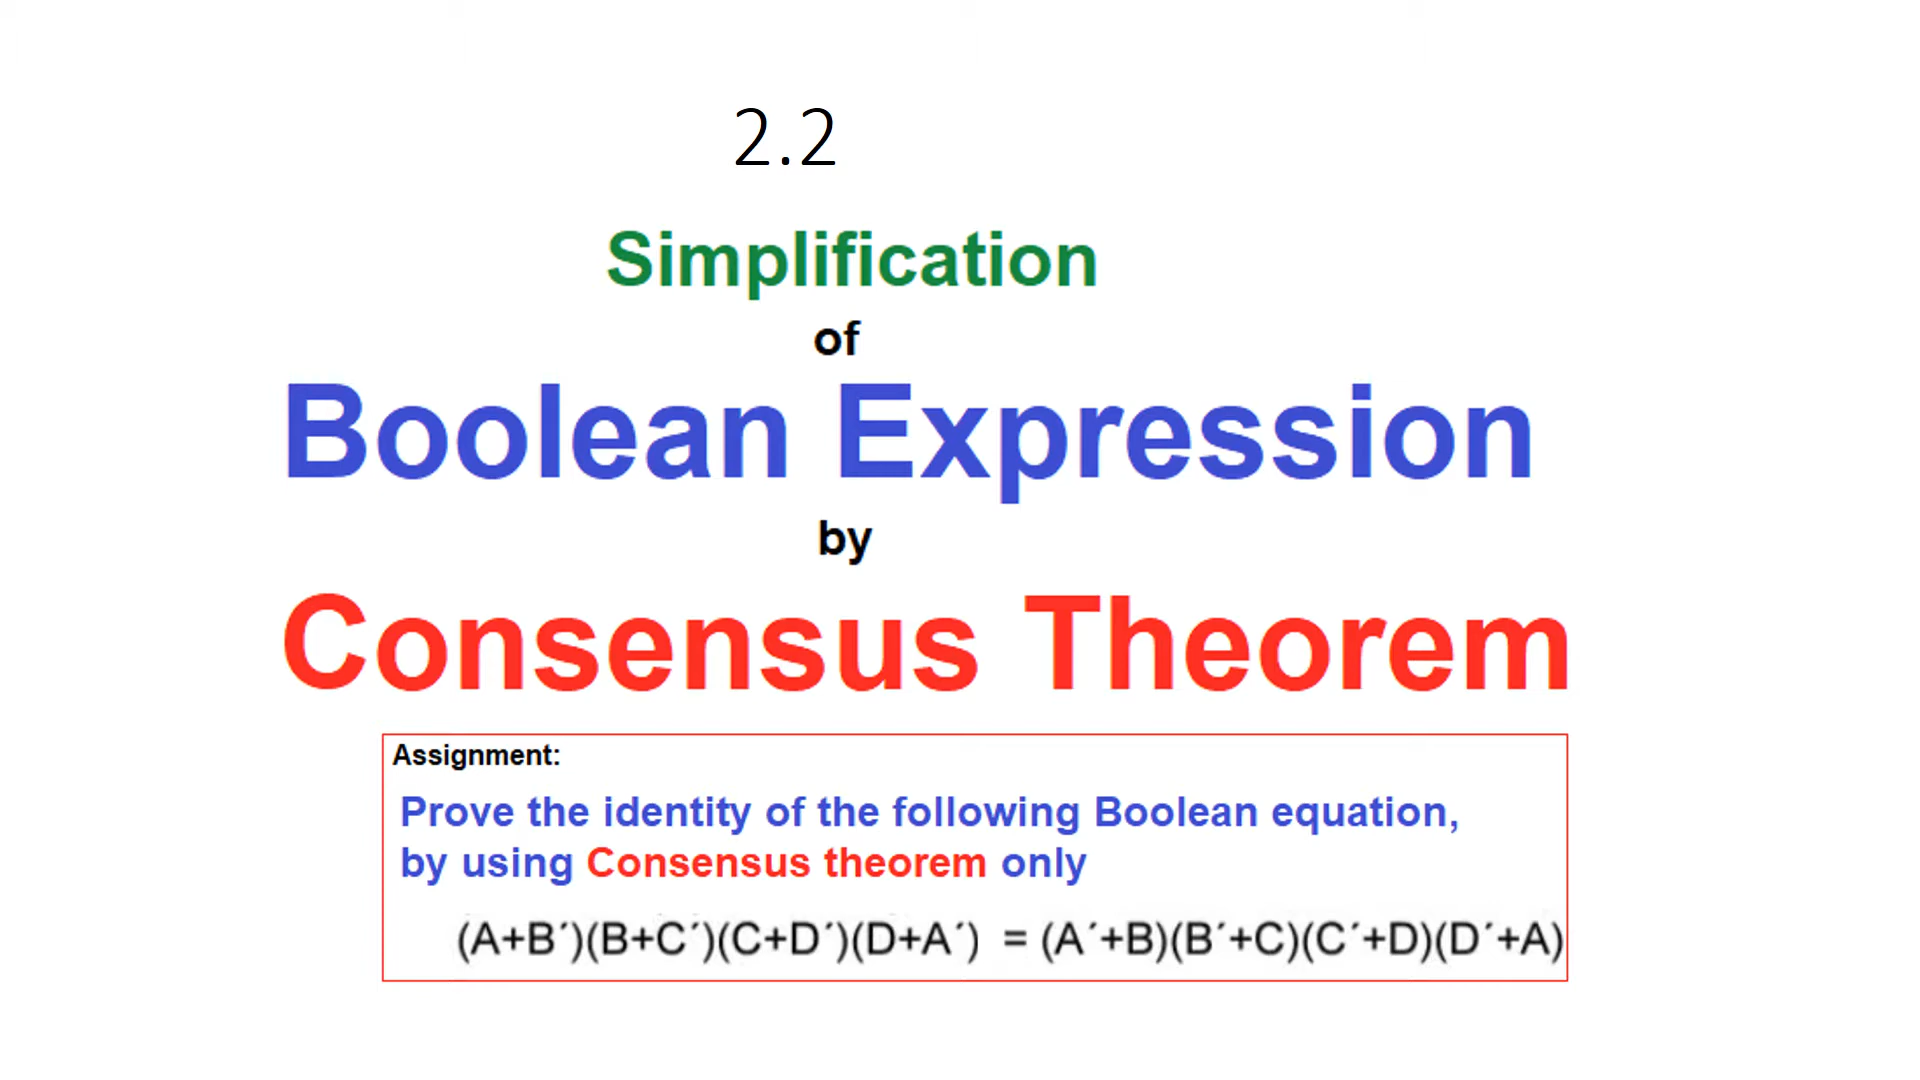 2.2
Simplification
of
Boolean Expression
by
Consensus Theorem
Assignment:
Prove the identity of the following Boolean equation,
by using Consensus theorem only
(A+B´)(B+C´)(C+D´)(D+A´) = (A´+B)(B´+C)(C´+D)(D´+A)